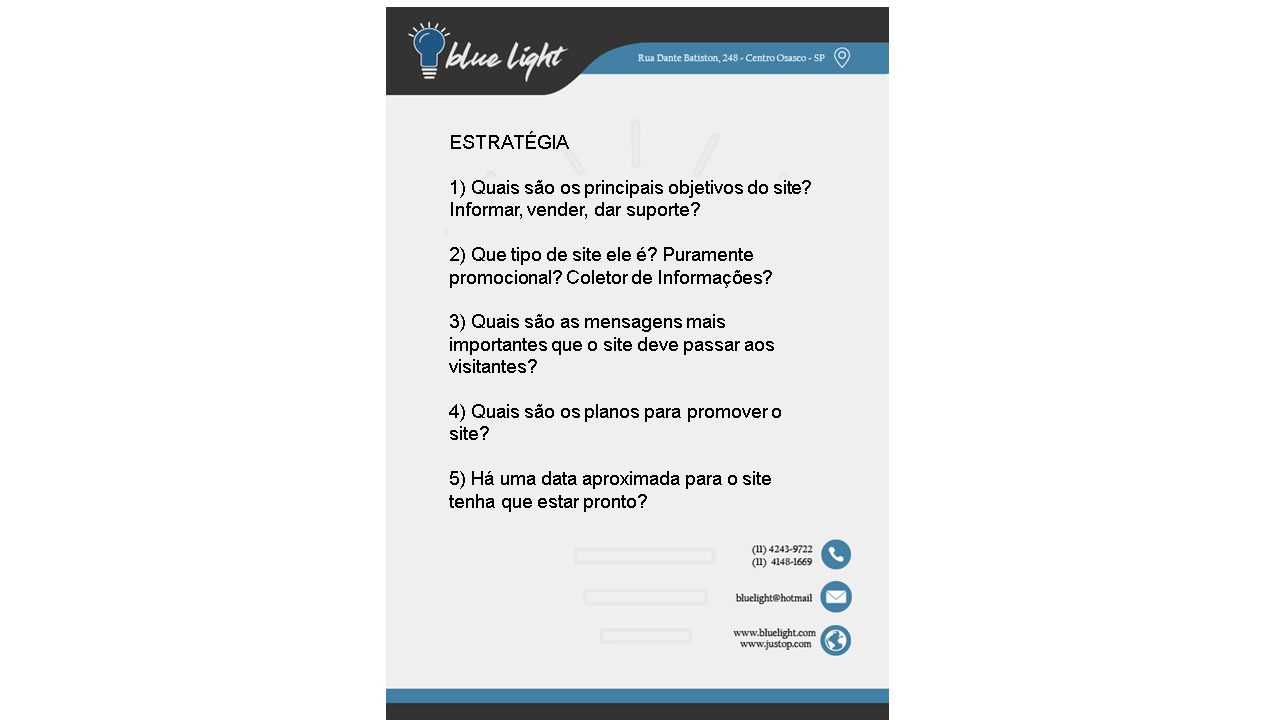 blue light
Rua Dante Batiston, 248 - Centro Osasco - SP
ESTRATÉGIA
1) Quais são os principais objetivos do site?
Informar, vender, dar suporte?
2) Que tipo de site ele é? Puramente
promocional? Coletor de Informações?
3) Quais são as mensagens mais
importantes que o site deve passar aos
visitantes?
4) Quais são os planos para promover o
site?
5) Há uma data aproximada para o site
tenha que estar pronto?
(11) 4243-9722
(11) 4148-1669
bluelight@hotmail
www.bluelight.com
www.justop.com